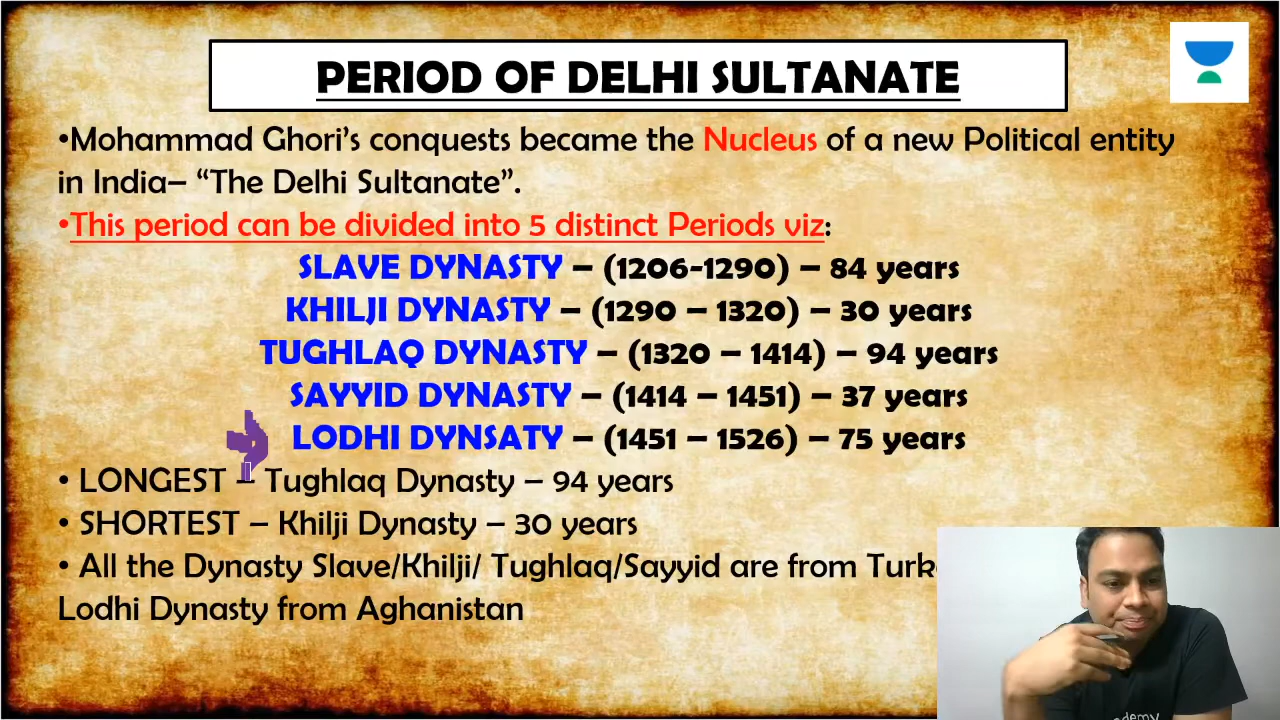 PERIOD OF DELHI SULTANATE
•Mohammad Ghori's conquests became the Nucleus of a new Political entity
in India– “The Delhi Sultanate”.
•This period can be divided into 5 distinct Periods viz:
SLAVE DYNASTY – (1206-1290) – 84 years
KHILJI DYNASTY – (1290 – 1320) – 30 years
TUGHLAQ DYNASTY – (1320 – 1414) – 94 years
SAYYID DYNASTY – (1414 – 1451) – 37 years
LODHI DYNSATY – (1451 – 1526) – 75 years
• LONGEST – Tughlaq Dynasty – 94 years
• SHORTEST – Khilji Dynasty – 30 years
• All the Dynasty Slave/Khilji/ Tughlaq/Sayyid are from
Lodhi Dynasty from Aghanistan